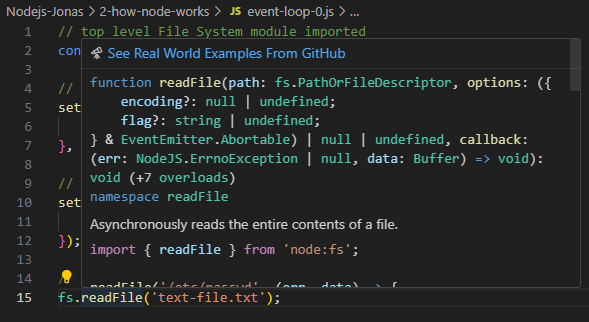 Nodejs-Jonas > 2-how-node-works > JS event-loop-0.js > ...
1 // top level File System module imported
2 con
See Real World Examples From GitHub
3
function readFile(path: fs.PathOrFileDescriptor, options: ({
4 //
5 set
encoding?: null | undefined;
6
flag?: string | undefined;
7 },
} & EventEmitter.Abortable) | null | undefined, callback:
8
(err: NodeJS.ErrnoException | null, data: Buffer) => void):
9 //
void (+7 overloads)
10 set
namespace readFile
11
Asynchronously reads the entire contents of a file.
12 });
import { readFile } from 'node:fs';
13
14 //
readFile('/etc/passwd', (err, data) => {
15 fs.readFile('text-file.txt');